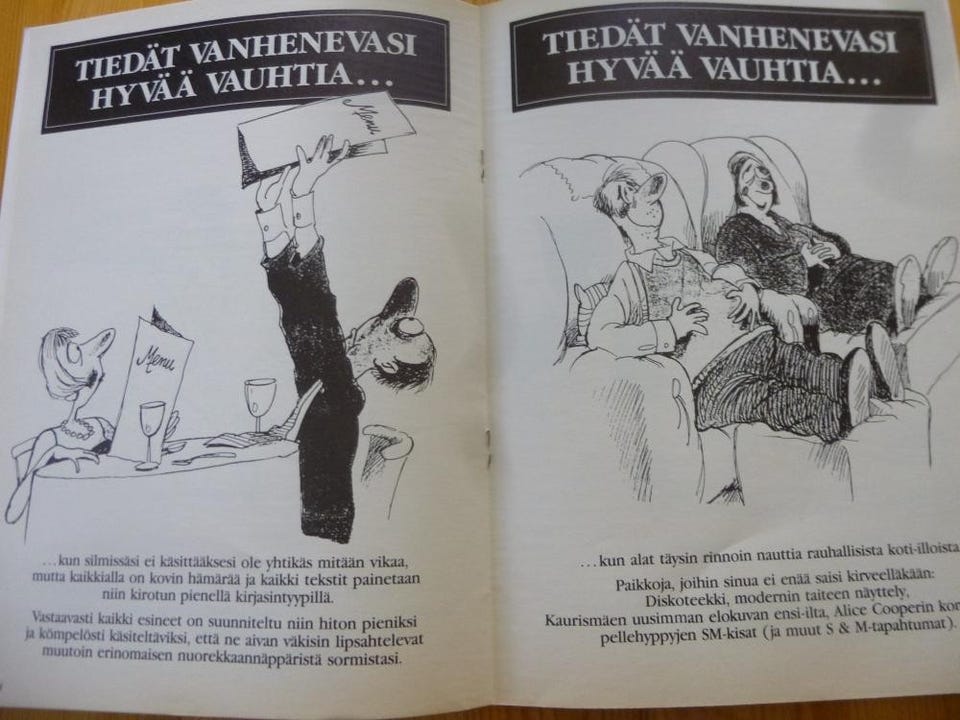 TIEDÄT VANHENEVASI
HYVÄÄ VAUHTIA...
Menu
Menu
...kun silmissäsi ei käsittääksesi ole yhtikäs mitään vikaa,
mutta kaikkialla on kovin hämärää ja kaikki tekstit painetaan
niin kirotun pienellä kirjasintyypillä.
Vastaavasti kaikki esineet on suunniteltu niin hiton pieniksi
ja kömpelösti käsiteltäviksi, että ne aivan väkisin lipsahtelevat
muutoin erinomaisen nuorekkaannäppäristä sormistasi.
TIEDÄT VANHENEVASI
HYVÄÄ VAUHTIA...
...kun alat täysin rinnoin nauttia rauhallisista koti-illoista
Paikkoja, joihin sinua ei enää saisi kirveelläkään:
Diskoteekki, modernin taiteen näyttely,
Kaurismäen uusimman elokuvan ensi-ilta, Alice Cooperin
pellehyppyjen SM-kisat (ja muut S & M-tapahtumat).